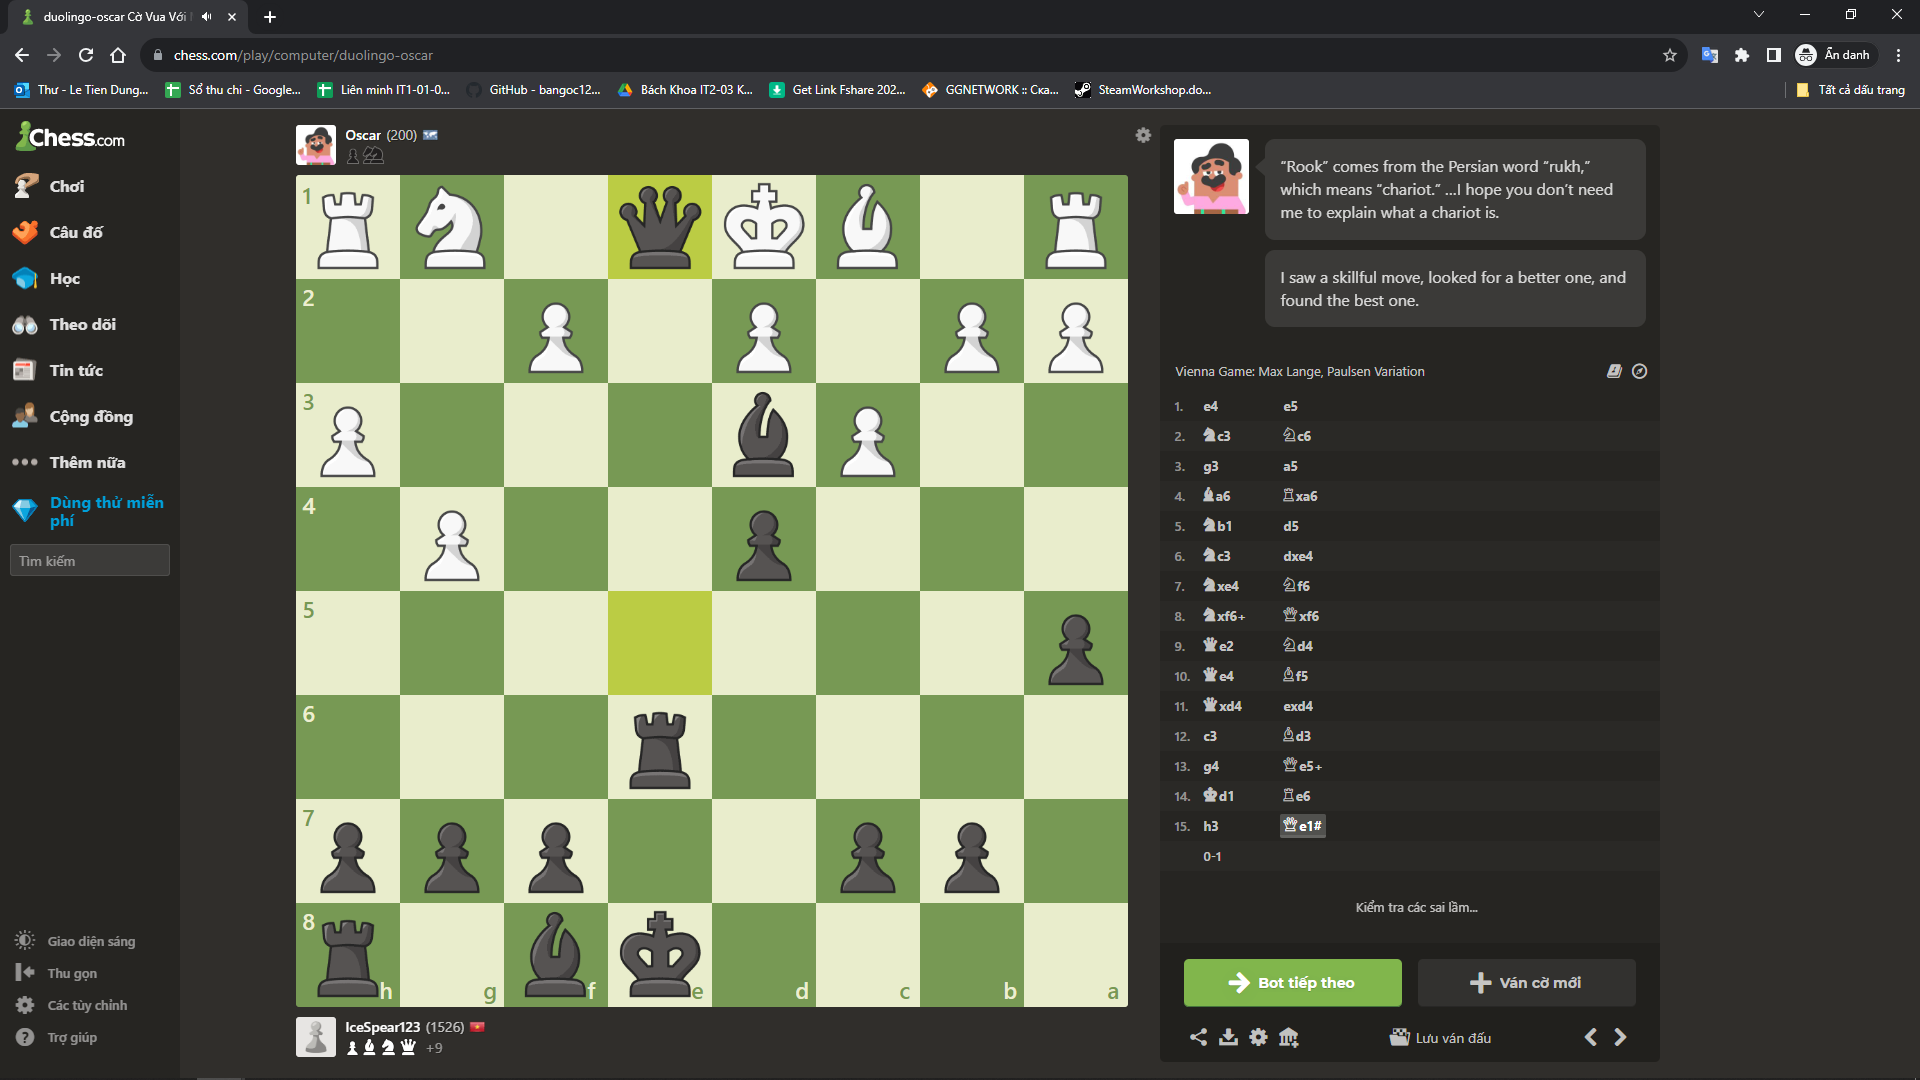 duolingo-oscar Cờ Vua Với
chess.com/play/computer/duolingo-oscar
Ẩn danh
Thư - Le Tien Dung...
Sổ thu chi - Google...
Liên minh IT1-01-0...
GitHub - bangoc12...
Bách Khoa IT2-03 K...
Get Link Fshare 202...
GGNETWORK :: Ска...
SteamWorkshop.do...
Tất cả dấu trang
Chess.com
Chơi
Câu đố
Học
Theo dõi
Tin tức
Cộng đồng
Thêm nữa
Dùng thử miễn
phí
Tìm kiếm
Giao diện sáng
Thu gọn
Các tùy chỉnh
Trợ giúp
Oscar (200)
1
2
3
4
5
6
7
8
h g f e d c b a
IceSpear123 (1526)
+9
“Rook” comes from the Persian word “rukh,”
which means “chariot.” ...I hope you don’t need
me to explain what a chariot is.
I saw a skillful move, looked for a better one, and
found the best one.
Vienna Game: Max Lange, Paulsen Variation
1. e4 e5
2. ♞c3 ♘c6
3. g3 a5
4. ♝a6 ♖xa6
5. ♞b1 d5
6. ♞c3 dxe4
7. ♞xe4 ♘f6
8. ♞xf6+ ♕xf6
9. ♛e2 ♘d4
10. ♛e4 ♗f5
11. ♛xd4 exd4
12. c3 ♗d3
13. g4 ♕e5+
14. ♚d1 ♖e6
15. h3 ♕e1#
0-1
Kiểm tra các sai lầm...
Bot tiếp theo
Ván cờ mới
Lưu ván đấu